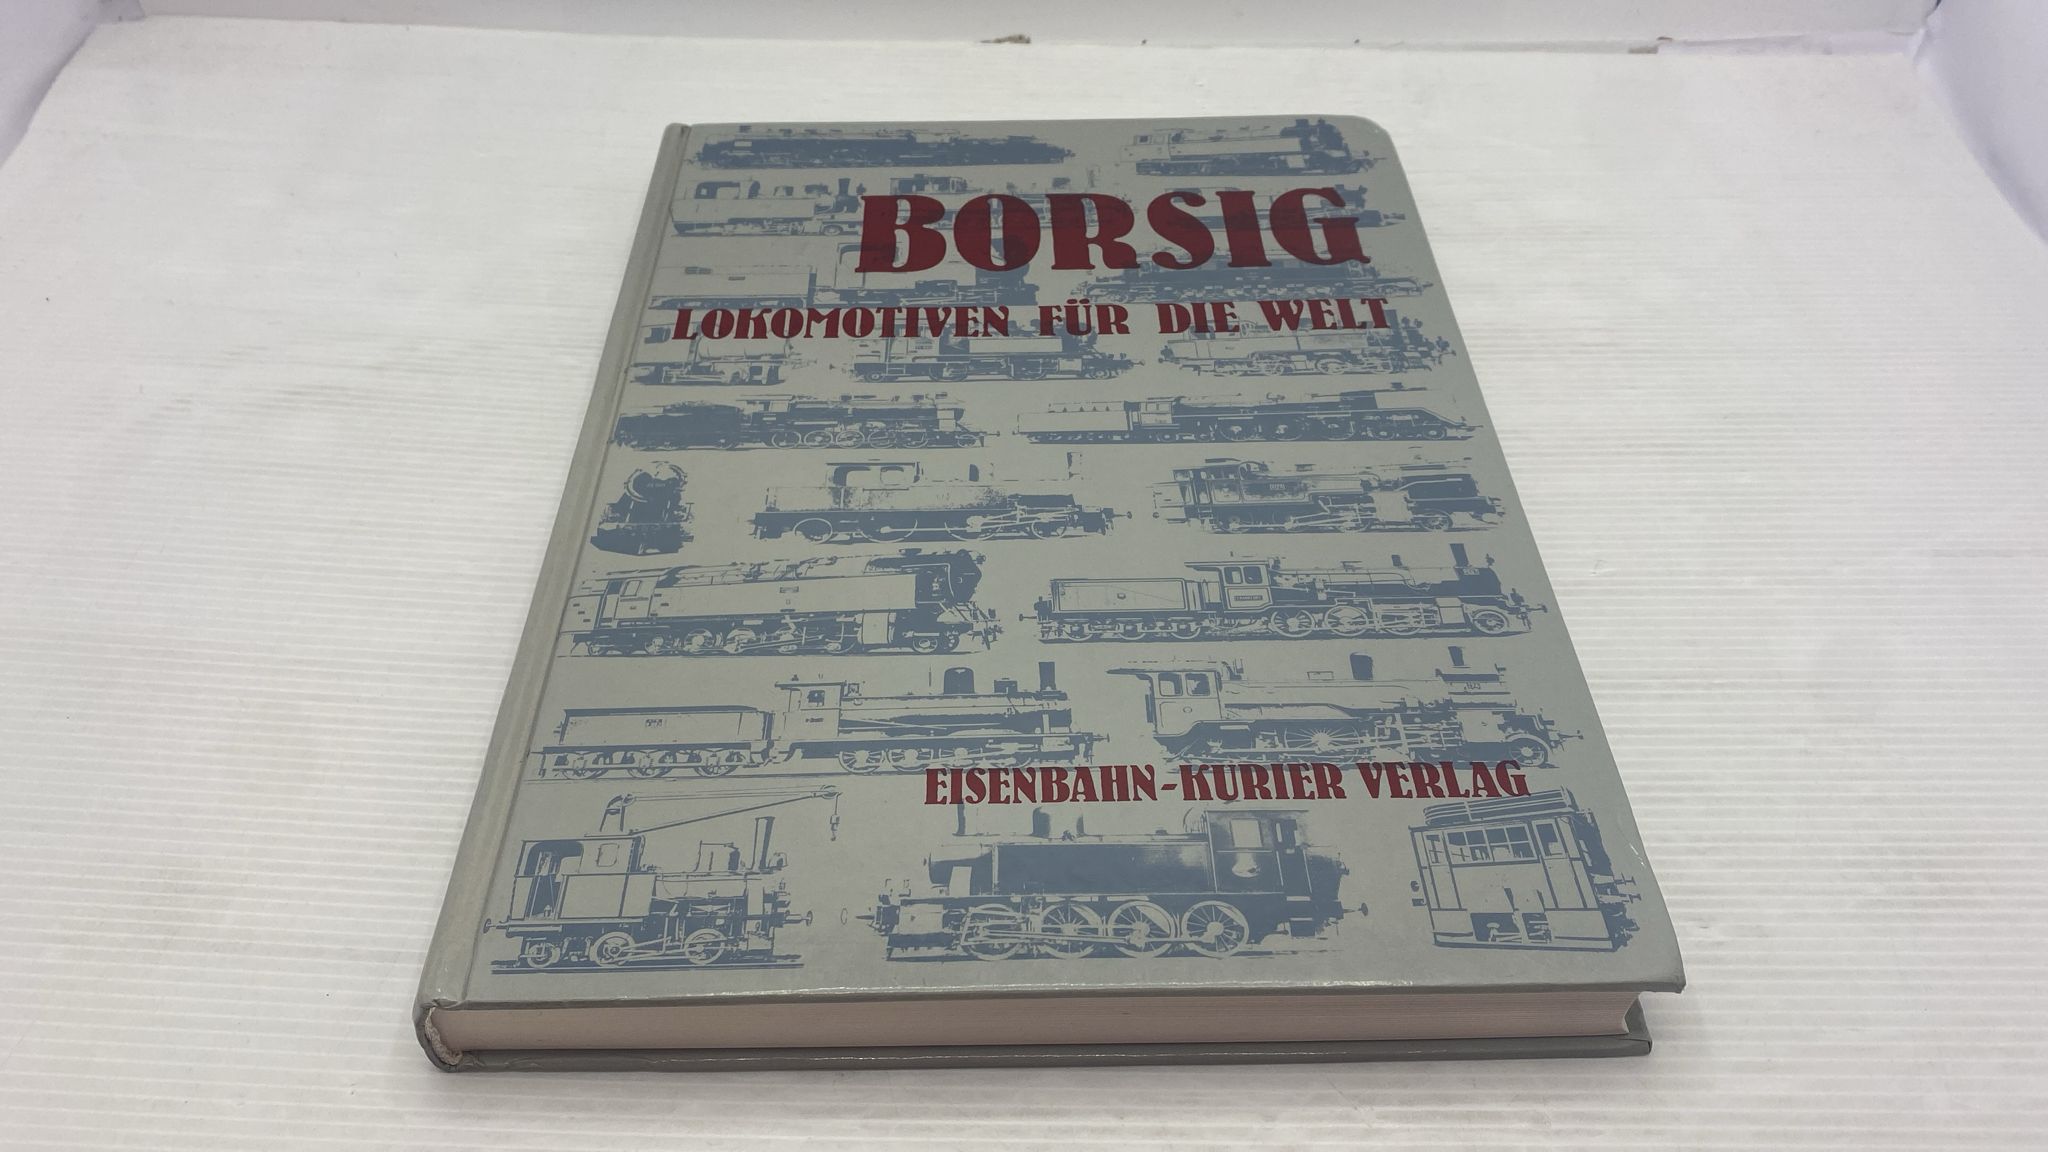 BORSIG
LOKOMOTIVEN FÜR DIE WELT
EISENBAHN-KURIER VERLAG